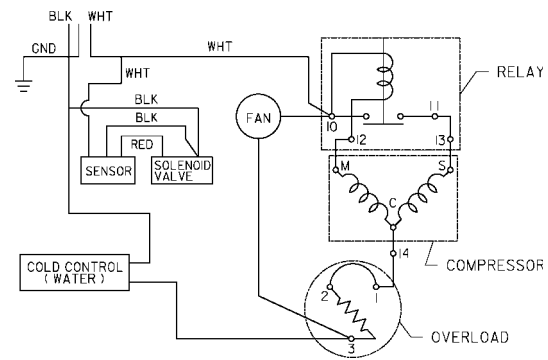 BLK WHT
GND
WHT
WHT
BLK
BLK
RED
SENSOR
SOLENOID
VALVE
FAN
10
11
12
13
RELAY
M
S
C
14
COMPRESSOR
COLD CONTROL
( WATER )
2
1
3
OVERLOAD